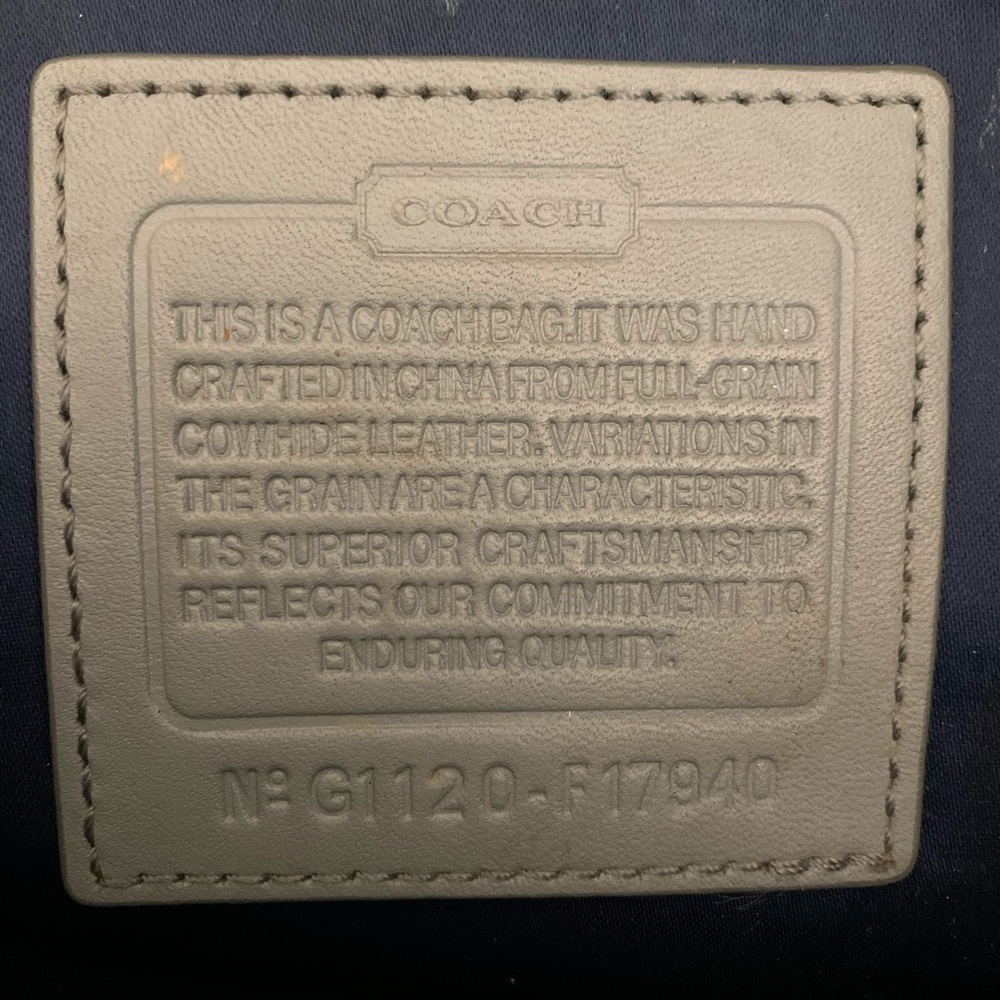 COACH
THIS IS A COACH BAG.IT WAS HAND
CRAFTED IN CHINA FROM FULL-GRAIN
COWHIDE LEATHER. VARIATIONS IN
THE GRAIN ARE A CHARACTERISTIC.
ITS SUPERIOR CRAFTSMANSHIP
REFLECTS OUR COMMITMENT TO
ENDURING QUALITY.
Nº G1120-F17940